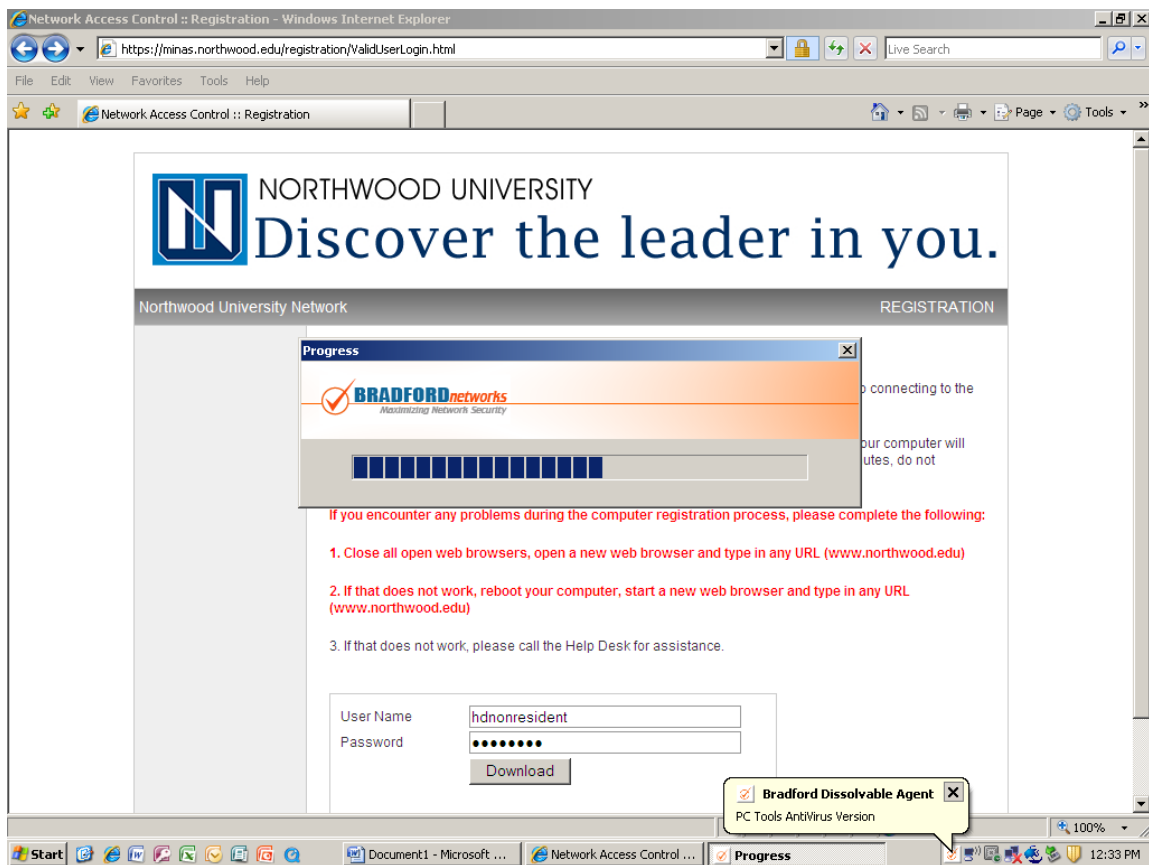 Network Access Control :: Registration - Windows Internet Explorer
https://minas.northwood.edu/registration/ValidUserLogin.html
Live Search
File Edit View Favorites Tools Help
Network Access Control :: Registration
Page Tools »
NORTHWOOD UNIVERSITY
Discover the leader in you.
Northwood University Network REGISTRATION
Progress
connecting to the
BRADFORD networks
Maximizing Network Security
our computer will
utes, do not
If you encounter any problems during the computer registration process, please complete the following:
1. Close all open web browsers, open a new web browser and type in any URL (www.northwood.edu)
2. If that does not work, reboot your computer, start a new web browser and type in any URL
(www.northwood.edu)
3. If that does not work, please call the Help Desk for assistance.
User Name hdnonresident
Password ••••••••
Download
Bradford Dissolvable Agent
PC Tools AntiVirus Version
100%
Start Document1 - Microsoft ... Network Access Control ... Progress 12:33 PM